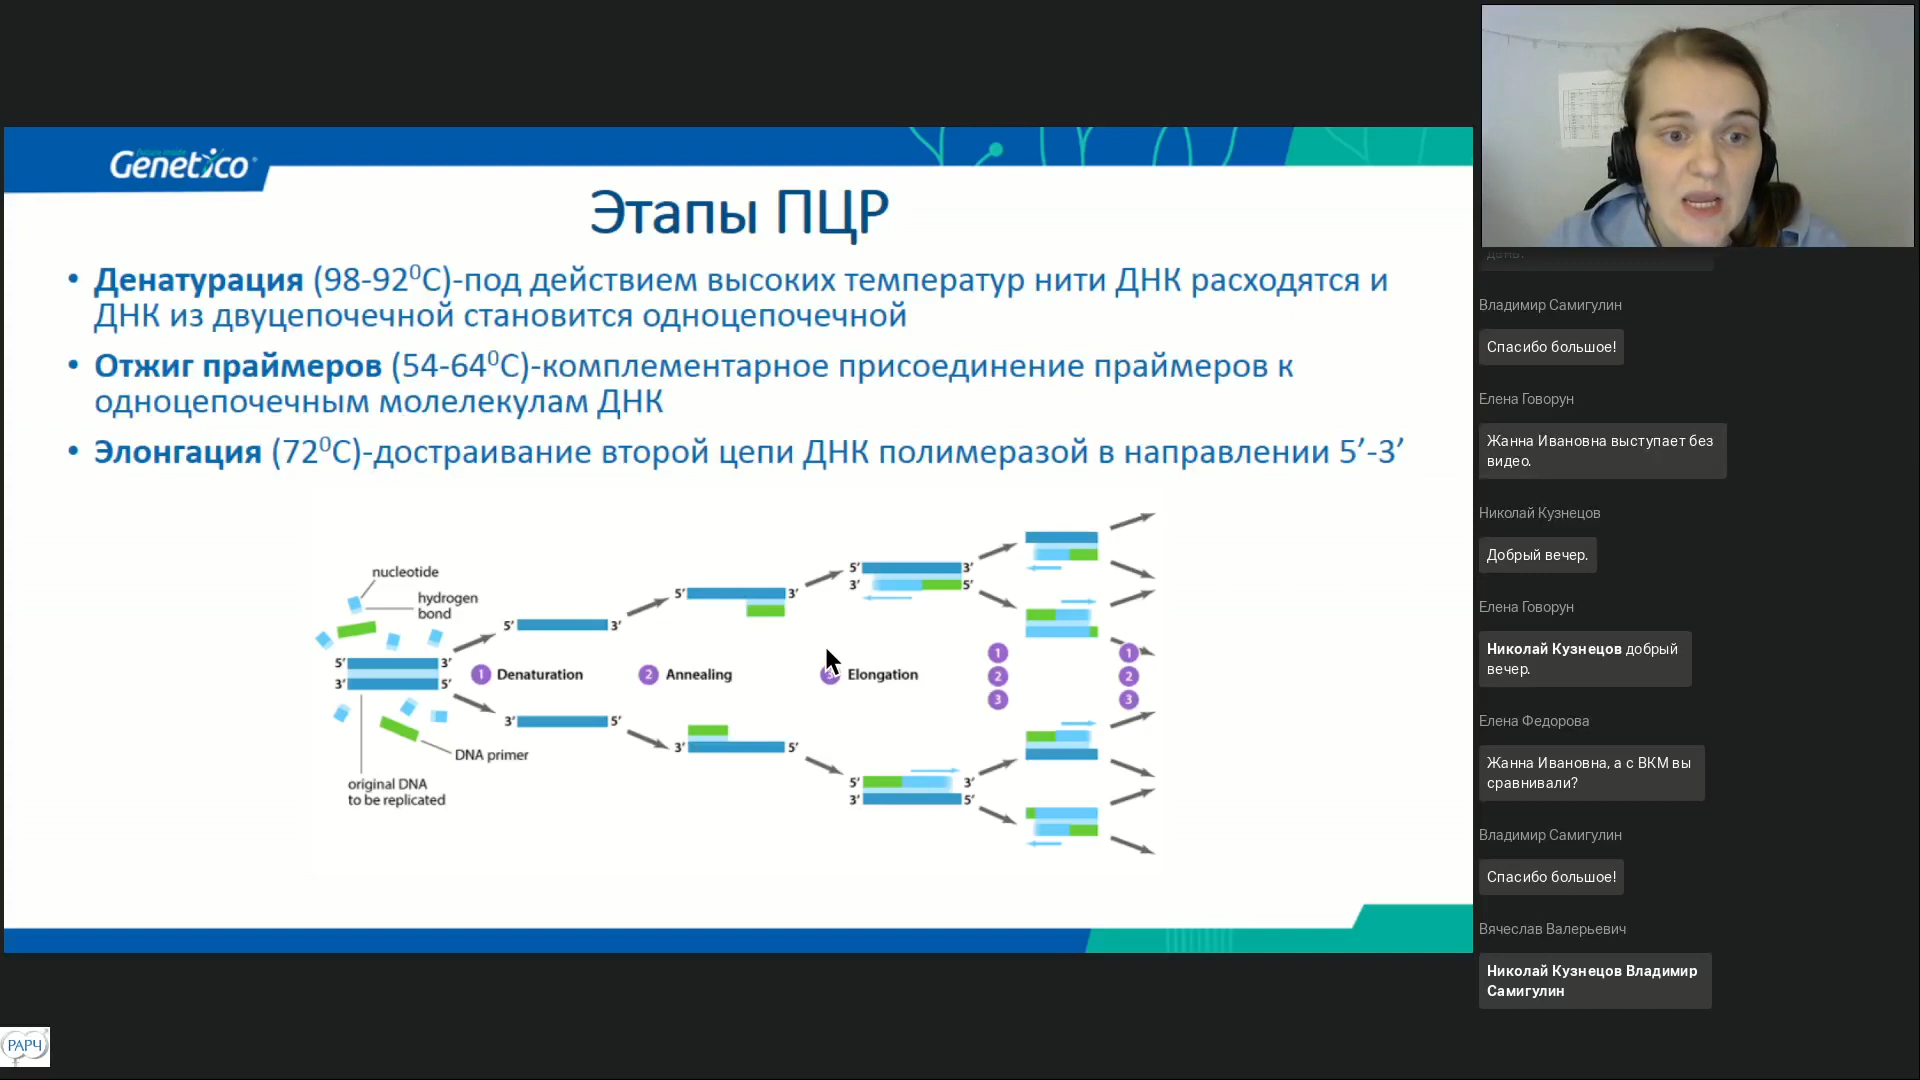 Genetico
Этапы ПЦР
• Денатурация (98-92⁰С)-под действием высоких температур нити ДНК расходятся и
ДНК из двуцепочечной становится одноцепочечной
• Отжиг праймеров (54-64⁰С)-комплементарное присоединение праймеров к
одноцепочечным молелекулам ДНК
• Элонгация (72⁰С)-достраивание второй цепи ДНК полимеразой в направлении 5’-3’
nucleotide
hydrogen
bond
5’ 3’
3’ 5’
DNA primer
original DNA
to be replicated
5’ 3’
1 Denaturation
3’ 5’
5’ 3’
2 Annealing
3’ 5’
5’ 3’
3’ 5’
3 Elongation
5’ 3’
3’ 5’
1
2
3
1
2
3
РАРЧ
день.
Владимир Самигулин
Спасибо большое!
Елена Говорун
Жанна Ивановна выступает без
видео.
Николай Кузнецов
Добрый вечер.
Елена Говорун
Николай Кузнецов добрый
вечер.
Елена Федорова
Жанна Ивановна, а с ВКМ вы
сравнивали?
Владимир Самигулин
Спасибо большое!
Вячеслав Валерьевич
Николай Кузнецов Владимир
Самигулин